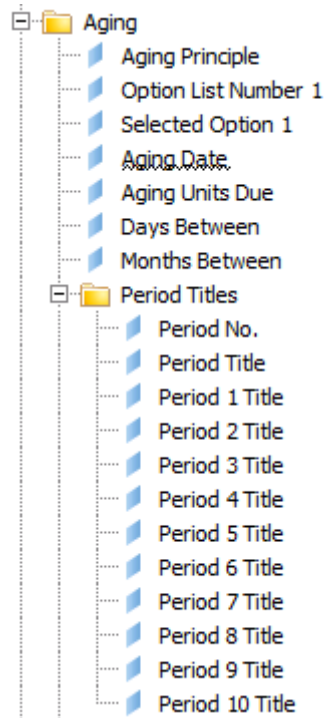 Aging
Aging Principle
Option List Number 1
Selected Option 1
Aging Date
Aging Units Due
Days Between
Months Between
Period Titles
Period No.
Period Title
Period 1 Title
Period 2 Title
Period 3 Title
Period 4 Title
Period 5 Title
Period 6 Title
Period 7 Title
Period 8 Title
Period 9 Title
Period 10 Title